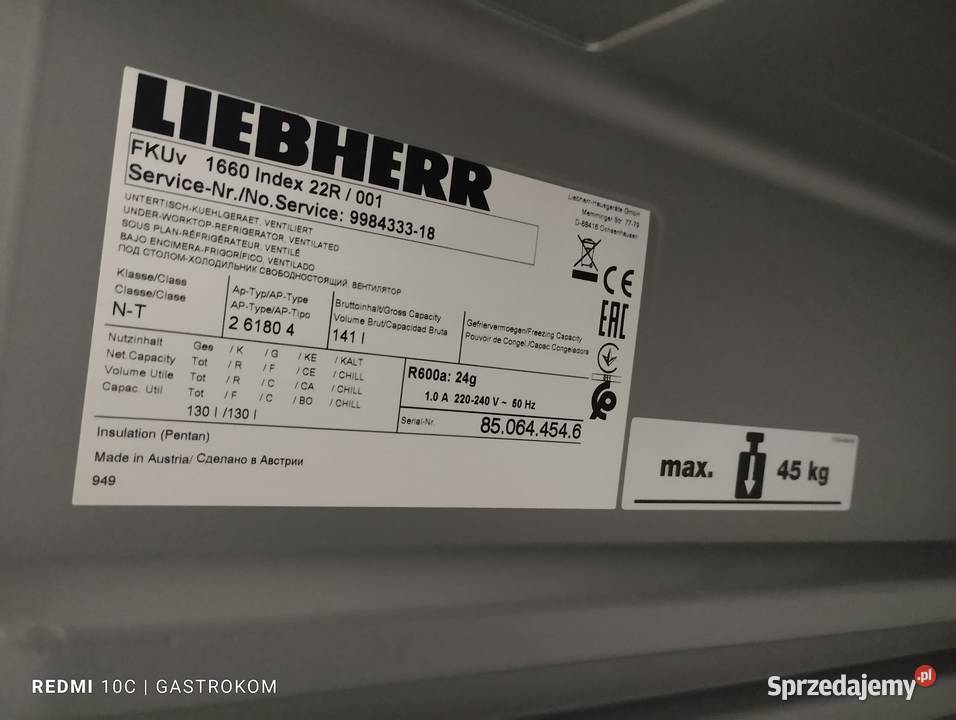 LIEBHERR
FKUv 1660 Index 22R / 001
Service-Nr./No.Service: 9984333-18
Liebherr-Hausgeräte GmbH
Memminger Str. 77-79
D-88416 Ochsenhausen
UNTERTISCH-KUEHLGERAET, VENTILIERT
UNDER-WORKTOP-REFRIGERATOR, VENTILATED
SOUS PLAN-RÉFRIGÉRATEUR, VENTILÉ
BAJO ENCIMERA-FRIGORÍFICO, VENTILADO
ПОД СТОЛОМ-ХОЛОДИЛЬНИК СВОБОДНОСТОЯЩИЙ, ВЕНТИЛЯТОР
CE
EAC
Klasse/Class
Classe/Clase
N-T
Ap-Typ/AP-Type
AP-Type/AP-Tipo
2 6180 4
Bruttoinhalt/Gross Capacity
Volume Brut/Capacidad Bruta
141 l
Gefriervermoegen/Freezing Capacity
Pouvoir de Congel./Capac.Congeladora
Nutzinhalt Ges / K / G / KE / KALT
Net.Capacity Tot / R / F / CE / CHILL
Volume Utile Tot / R / C / CA / CHILL
Capac. Util Tot / F / C / BO / CHILL
130 l /130 l
R600a: 24g
1.0 A 220-240 V ~ 50 Hz
Serial-Nr. 85.064.454.6
Insulation (Pentan)
Made in Austria/ Сделано в Австрии
949
max. 45 kg
REDMI 10C | GASTROKOM
Sprzedajemy.pl